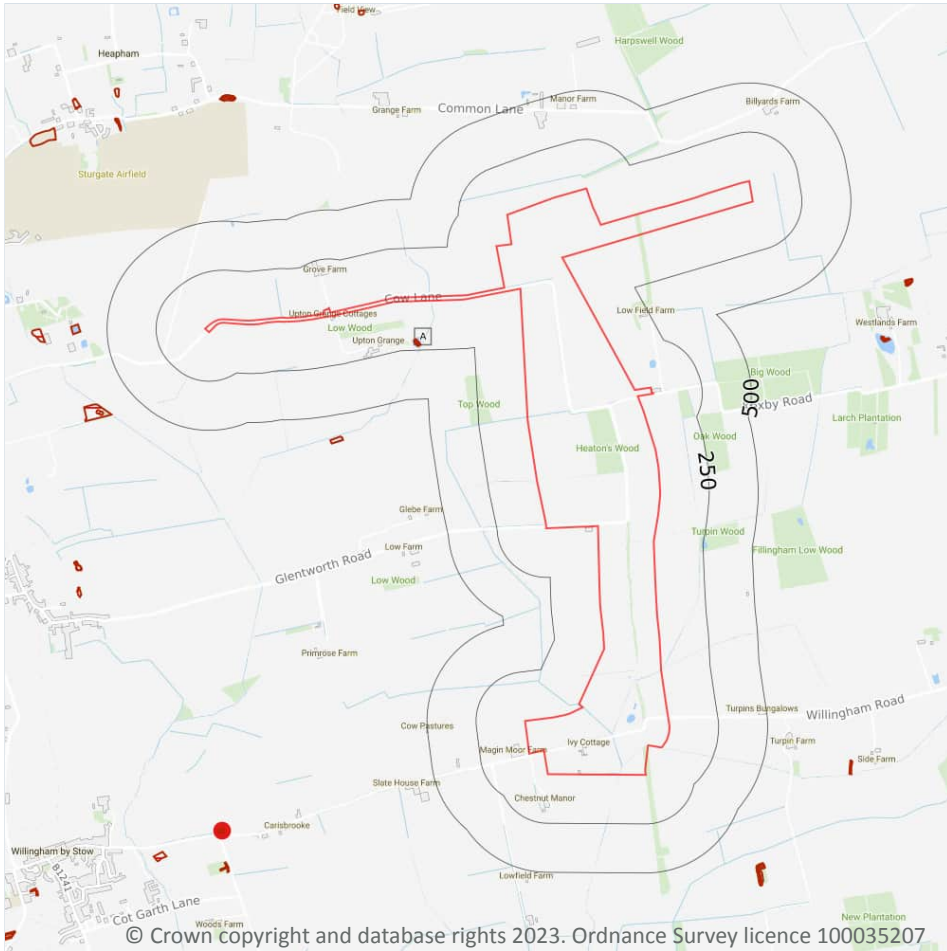 Field View
Harpswell Wood
Heapham
Grange Farm
Common Lane
Manor Farm
Billyards Farm
Sturgate Airfield
Grove Farm
Cow Lane
Upton Grange Cottages
Low Wood
Upton Grange
A
Low Field Farm
Westlands Farm
Big Wood
500
Top Wood
Larch Plantation
Heaton's Wood
Oak Wood
250
Glebe Farm
Turpin Wood
Low Farm
Fillingham Low Wood
Glentworth Road
Low Wood
Primrose Farm
Cow Pastures
Turpins Bungalows
Willingham Road
Magin Moor Farm
Ivy Cottage
Turpin Farm
Side Farm
Slate House Farm
Chestnut Manor
Carisbrooke
Willingham by Stow
B1241
Lowfield Farm
Cot Garth Lane
Woods Farm
New Plantation
© Crown copyright and database rights 2023. Ordnance Survey licence 100035207